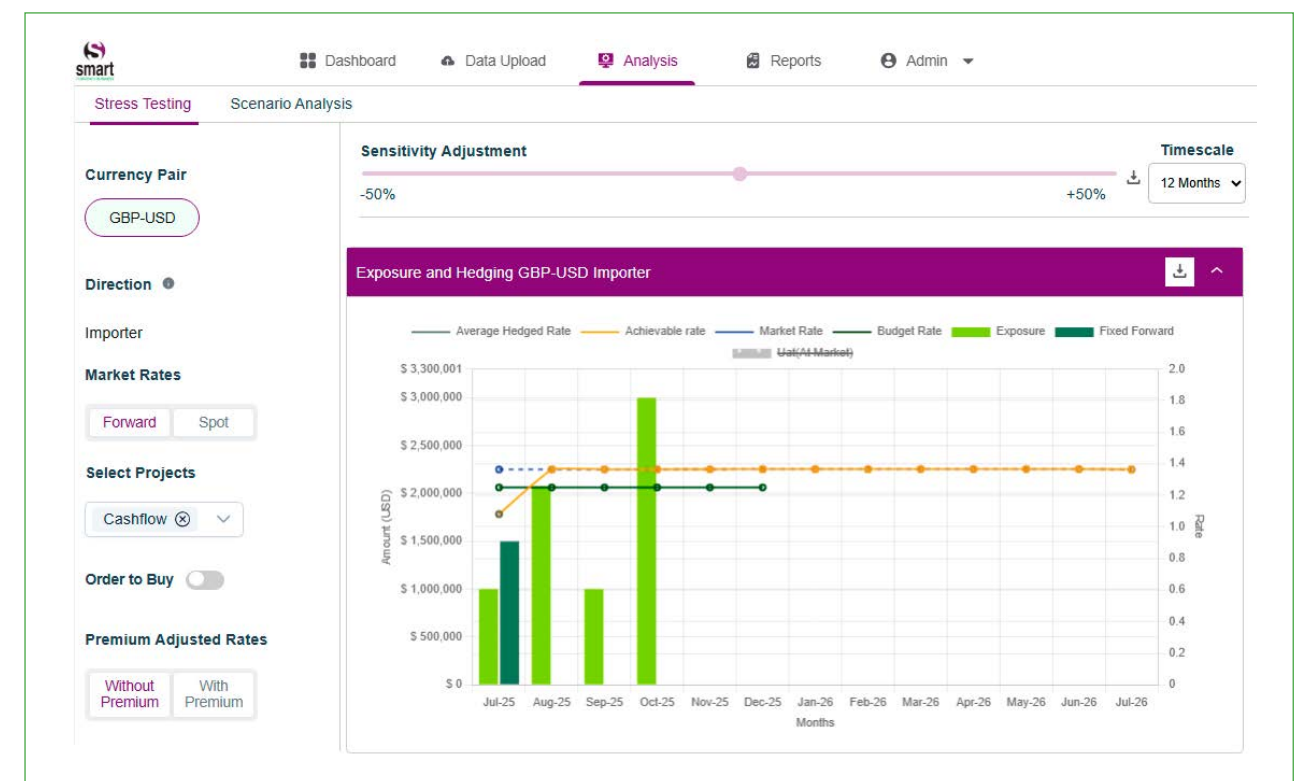 smart
Dashboard
Data Upload
Analysis
Reports
Admin
Stress Testing
Scenario Analysis
Currency Pair
GBP-USD
Direction
Importer
Market Rates
Forward
Spot
Select Projects
Cashflow
Order to Buy
Premium Adjusted Rates
Without
Premium
With
Premium
Sensitivity Adjustment
-50%
+50%
Timescale
12 Months
Exposure and Hedging GBP-USD Importer
Average Hedged Rate
Achievable rate
Market Rate
Budget Rate
Exposure
Fixed Forward
Uat(At Market)
Amount (USD)
$ 3,300,001
$ 3,000,000
$ 2,500,000
$ 2,000,000
$ 1,500,000
$ 1,000,000
$ 500,000
$ 0
2.0
1.8
1.6
1.4
1.2
1.0
0.8
0.6
0.4
0.2
0
Rate
Jul-25
Aug-25
Sep-25
Oct-25
Nov-25
Dec-25
Jan-26
Feb-26
Mar-26
Apr-26
May-26
Jun-26
Jul-26
Months